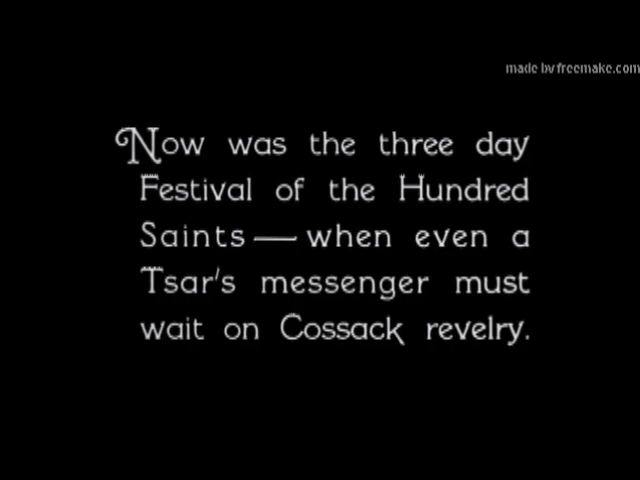 made by freemake.com
Now was the three day
Festival of the Hundred
Saints — when even a
Tsar's messenger must
wait on Cossack revelry.